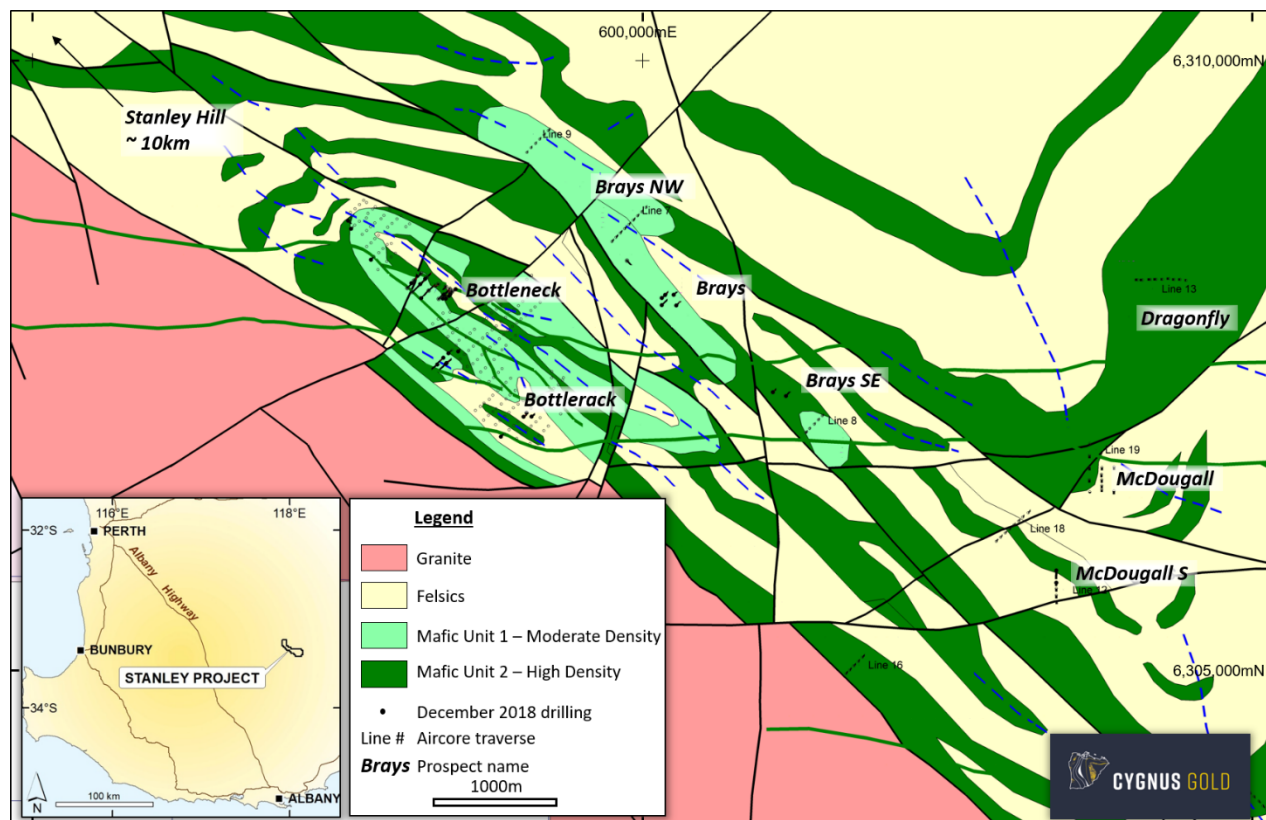 600,000mE
6,310,000mN
Stanley Hill
~ 10km
Line 9
Brays NW
Line 7
Bottleneck
Brays
Line 13
Dragonfly
Brays SE
Bottlerack
Line 8
Line 19
McDougall
Line 18
McDougall S
Line 12
Line 16
6,305,000mN
116°E
118°E
32°S
PERTH
Albany Highway
BUNBURY
STANLEY PROJECT
34°S
ALBANY
100 km
N
Legend
Granite
Felsics
Mafic Unit 1 – Moderate Density
Mafic Unit 2 – High Density
December 2018 drilling
Line # Aircore traverse
Brays Prospect name
1000m
CYGNUS GOLD